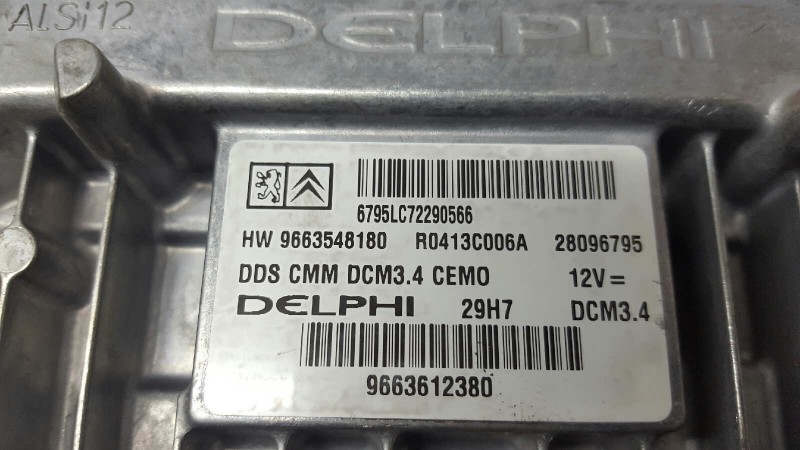 ALSi12
DELPHI
6795LC72290566
HW 9663548180 R0413C006A 28096795
DDS CMM DCM3.4 CEMO 12V=
DELPHI 29H7 DCM3.4
9663612380